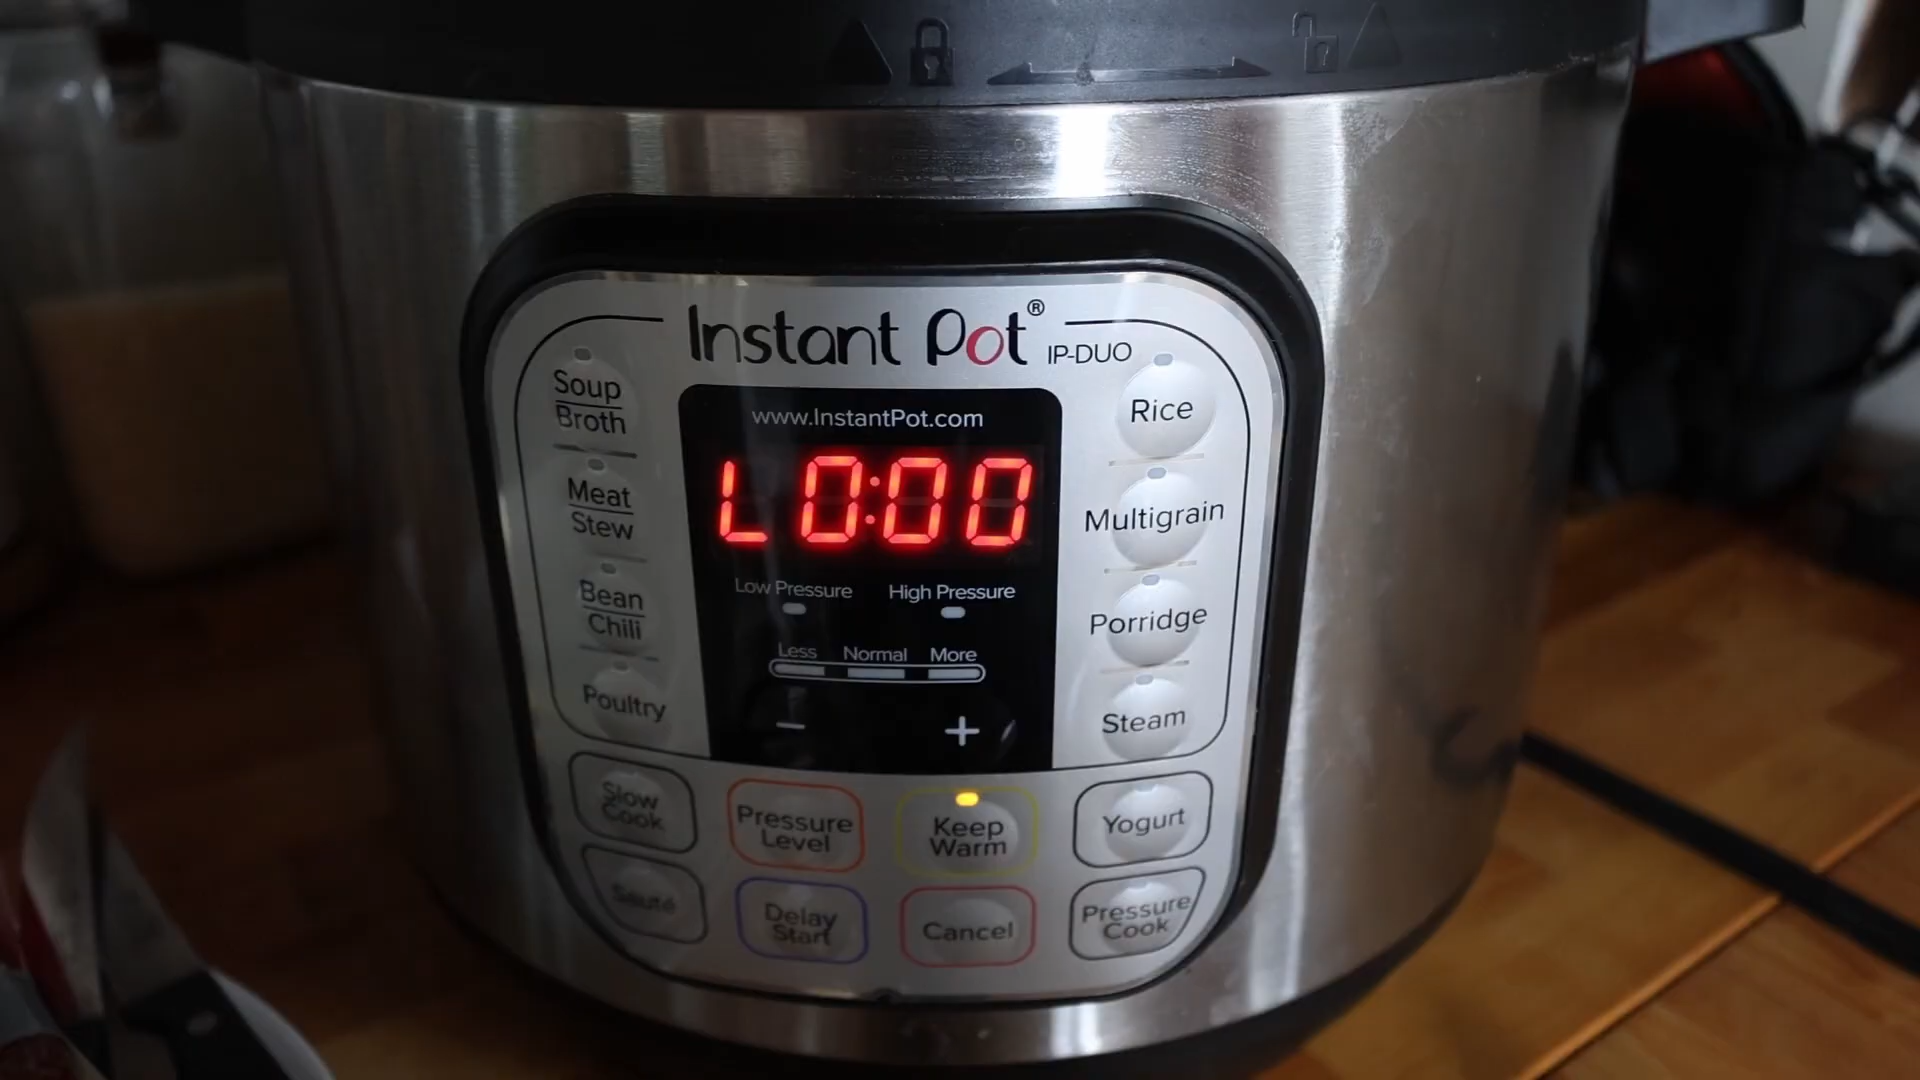 Instant Pot® IP-DUO
www.InstantPot.com
L0:00
Low Pressure High Pressure
Less Normal More
− +
Soup
Broth
Meat
Stew
Bean
Chili
Poultry
Rice
Multigrain
Porridge
Steam
Slow
Cook
Pressure
Level
Keep
Warm
Yogurt
Sauté
Delay
Start
Cancel
Pressure
Cook